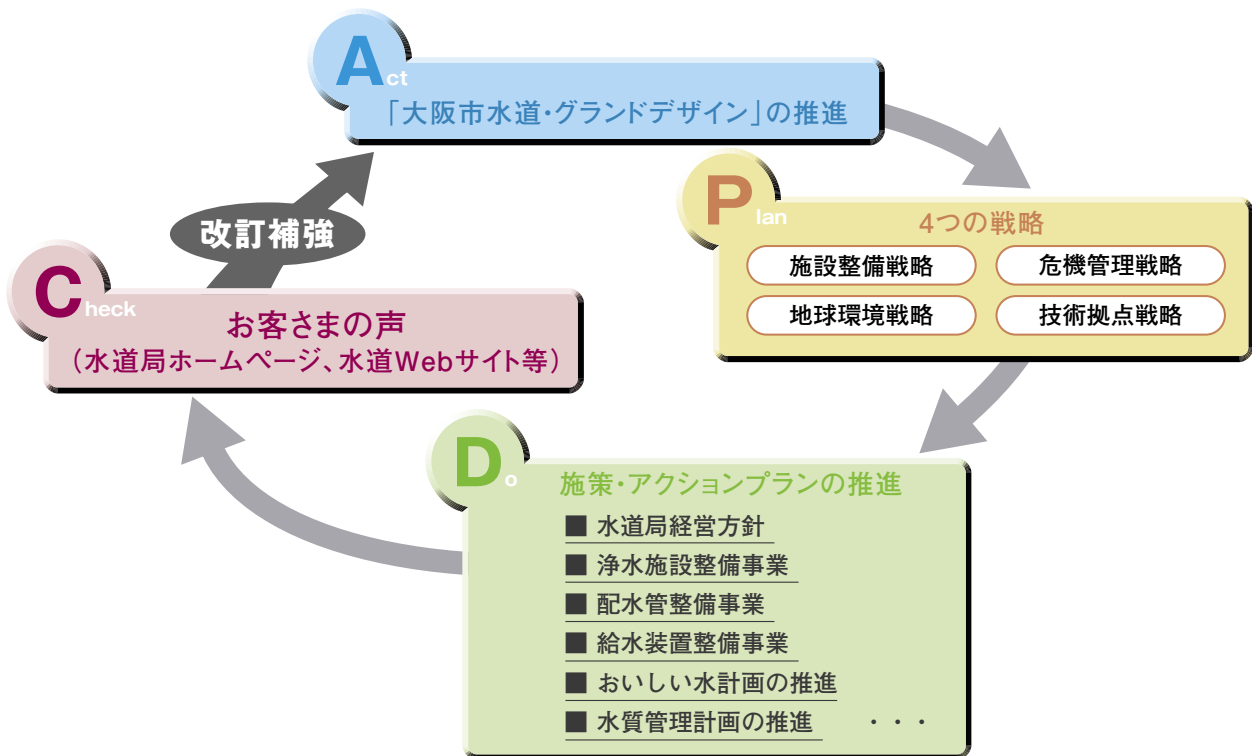 Act
「大阪市水道・グランドデザイン」の推進
Plan
4つの戦略
施設整備戦略
危機管理戦略
地球環境戦略
技術拠点戦略
改訂補強
Check
お客さまの声
（水道局ホームページ、水道Webサイト等）
Do
施策・アクションプランの推進
■ 水道局経営方針
■ 浄水施設整備事業
■ 配水管整備事業
■ 給水装置整備事業
■ おいしい水計画の推進
■ 水質管理計画の推進 ・・・